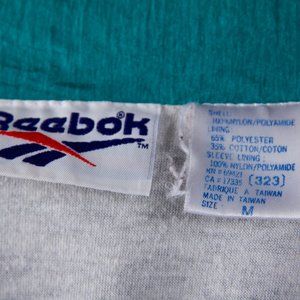 Reebok
TM
SHELL:
100% NYLON/POLYAMIDE
LINING:
65% POLYESTER
35% COTTON/COTON
SLEEVE LINING:
100% NYLON/POLYAMIDE
CA = 17335 (323)
FABRIQUE A TAIWAN
MADE IN TAIWAN
SIZE
M